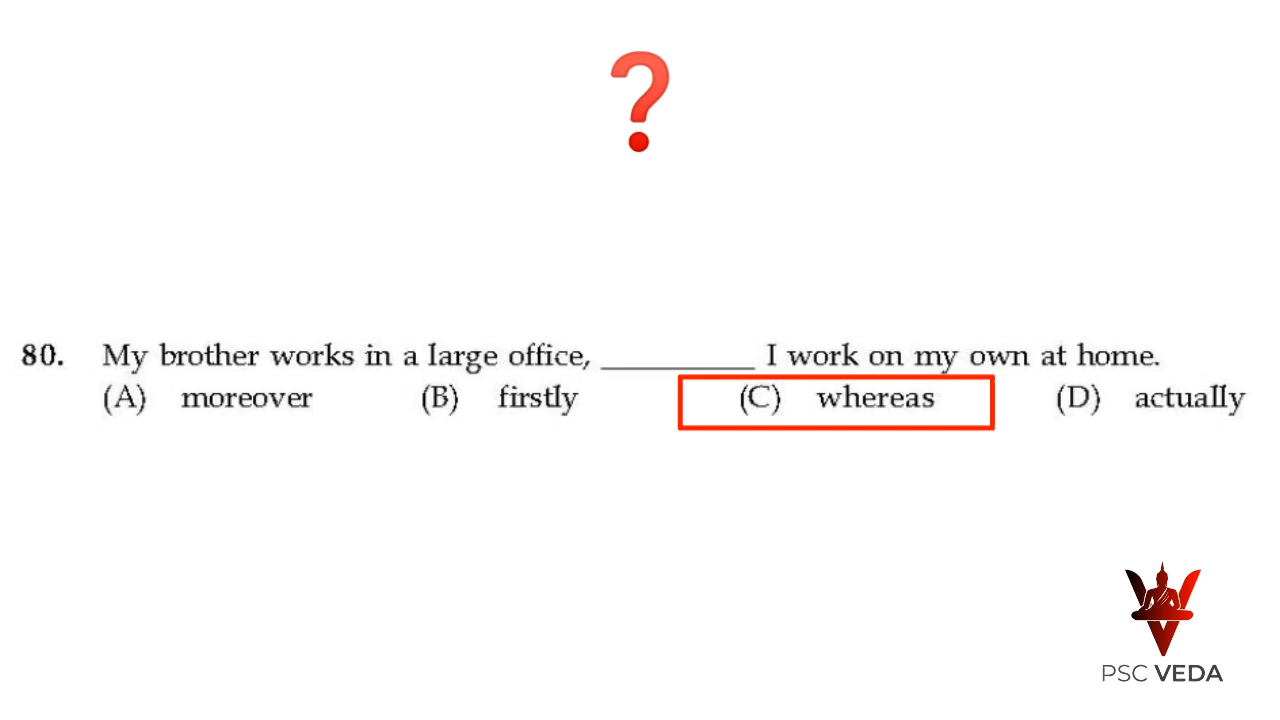 ❓
80. My brother works in a large office, __________ I work on my own at home.
(A) moreover (B) firstly (C) whereas (D) actually
PSC VEDA